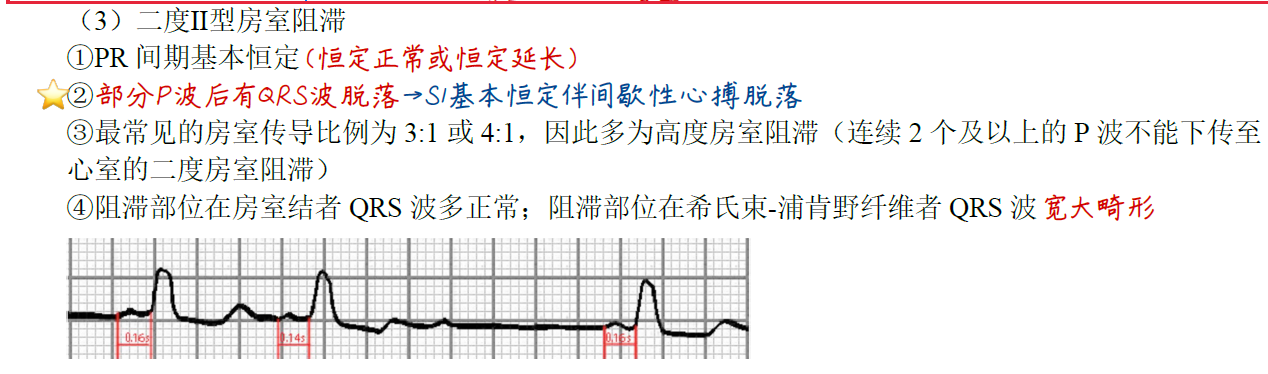 （3）二度II型房室阻滞
①PR 间期基本恒定(恒定正常或恒定延长)
②部分P波后有QRS波脱落→S1基本恒定伴间歇性心搏脱落
③最常见的房室传导比例为 3:1 或 4:1，因此多为高度房室阻滞（连续 2 个及以上的 P 波不能下传至
心室的二度房室阻滞）
④阻滞部位在房室结者 QRS 波多正常；阻滞部位在希氏束-浦肯野纤维者 QRS 波 宽大畸形
0.16s 0.14s 0.16s